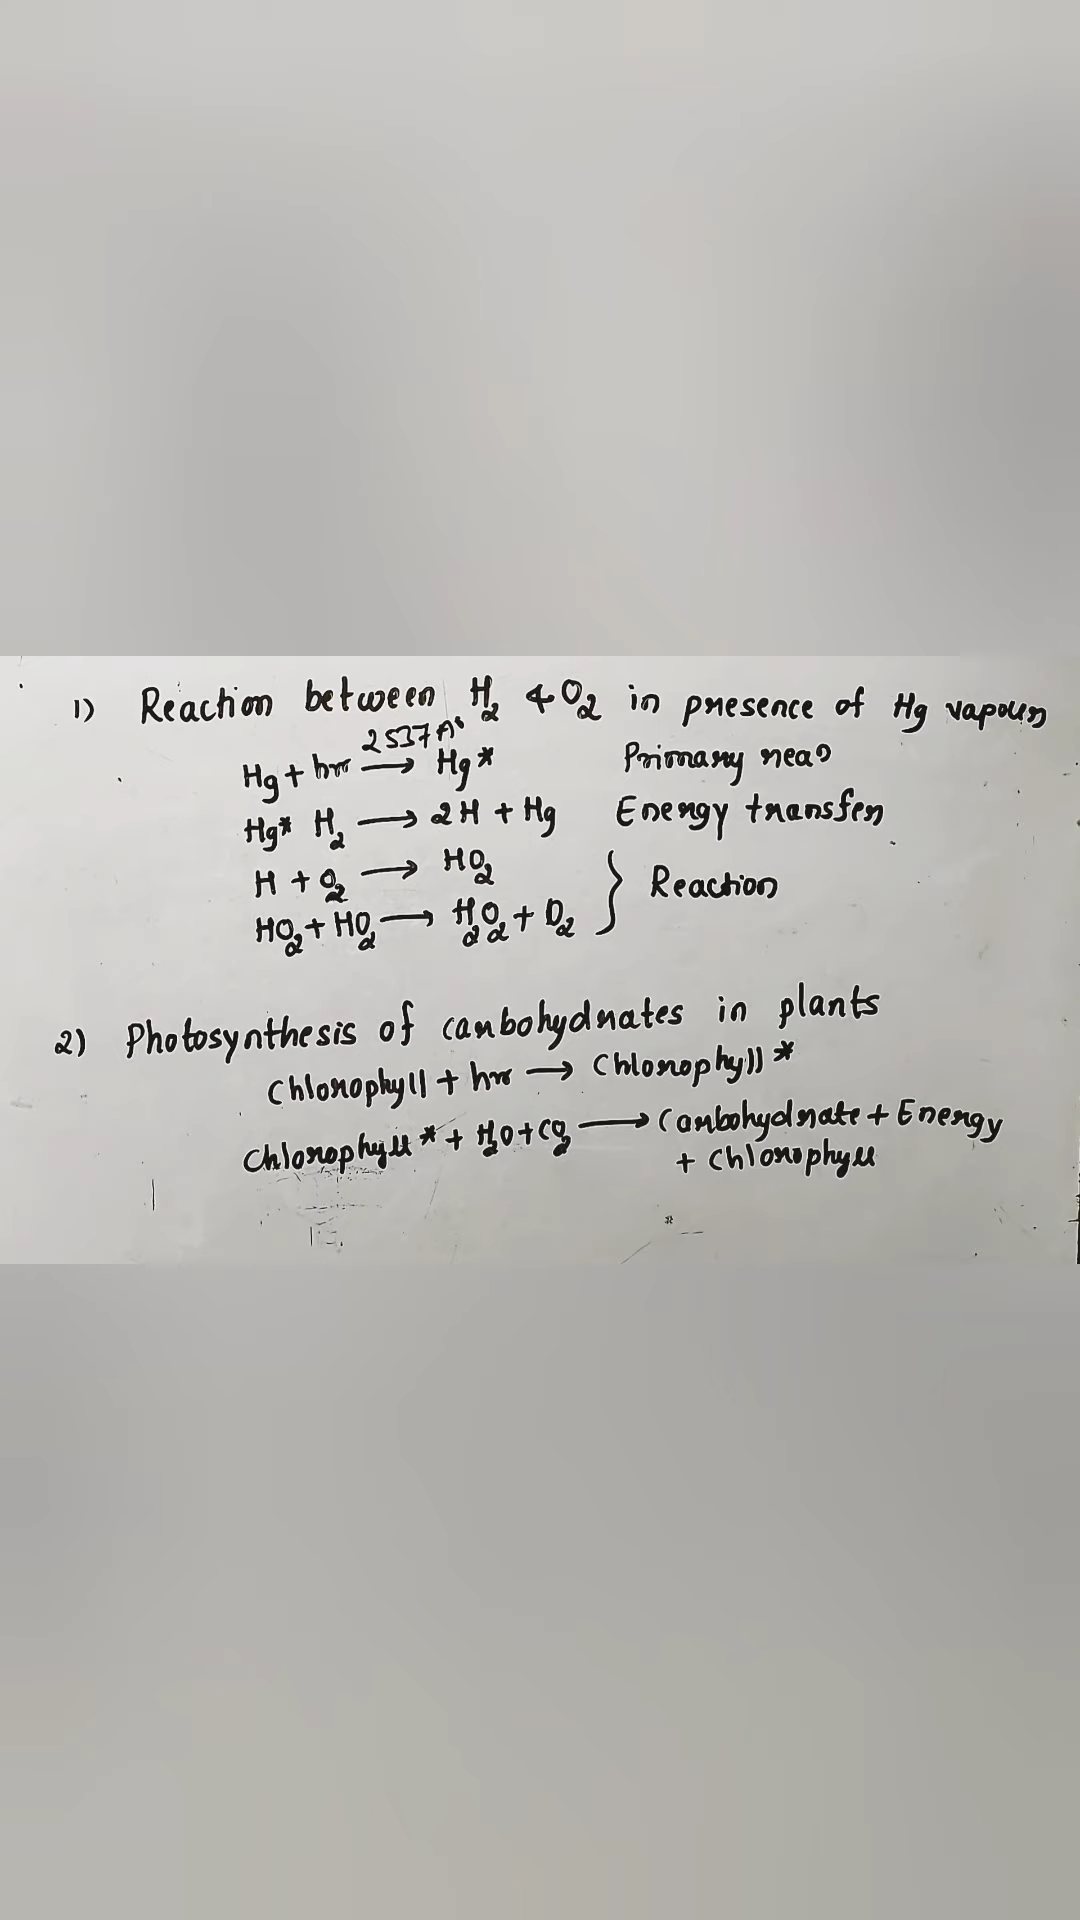 1) Reaction between H₂ & O₂ in presence of Hg vapour
2537 A°
Hg + hν ⟶ Hg* Primary reac
Hg* H₂ ⟶ 2H + Hg Energy transfer
H + O₂ ⟶ HO₂
} Reaction
HO₂ + HO₂ ⟶ H₂O₂ + O₂
2) Photosynthesis of carbohydrates in plants
Chlorophyll + hν ⟶ Chlorophyll*
Chlorophyll* + H₂O + CO₂ ⟶ Carbohydrate + Energy
+ Chlorophyll